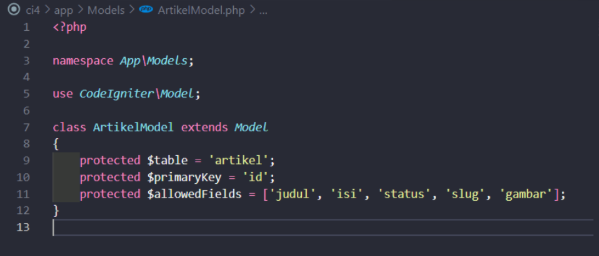 ci4 > app > Models > ArtikelModel.php > ...
1 <?php
2
3 namespace App\Models;
4
5 use CodeIgniter\Model;
6
7 class ArtikelModel extends Model
8 {
9     protected $table = 'artikel';
10     protected $primaryKey = 'id';
11     protected $allowedFields = ['judul', 'isi', 'status', 'slug', 'gambar'];
12 }
13